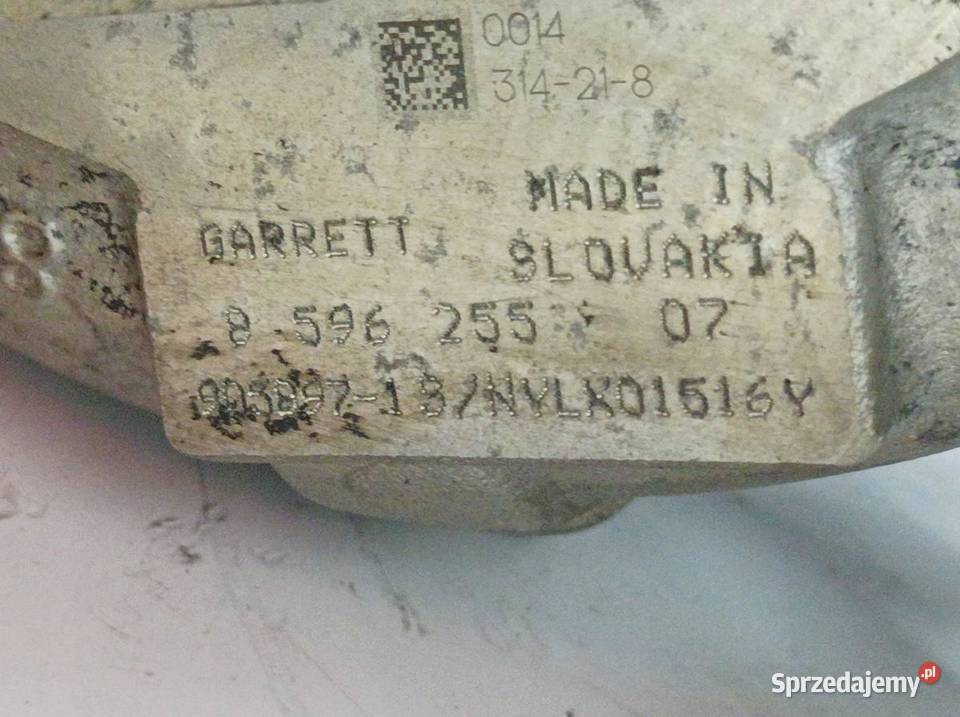 0014
314-21-8
MADE IN
GARRETT SLOVAKIA
8 596 255 07
/NYLK01516Y
Sprzedajemy.pl